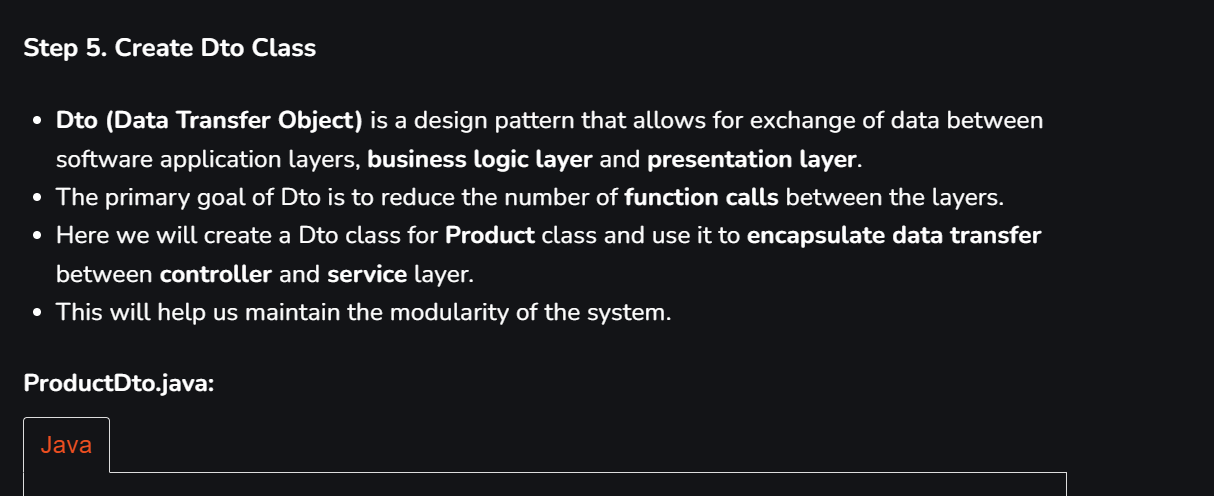 Step 5. Create Dto Class
• Dto (Data Transfer Object) is a design pattern that allows for exchange of data between
software application layers, business logic layer and presentation layer.
• The primary goal of Dto is to reduce the number of function calls between the layers.
• Here we will create a Dto class for Product class and use it to encapsulate data transfer
between controller and service layer.
• This will help us maintain the modularity of the system.
ProductDto.java:
Java